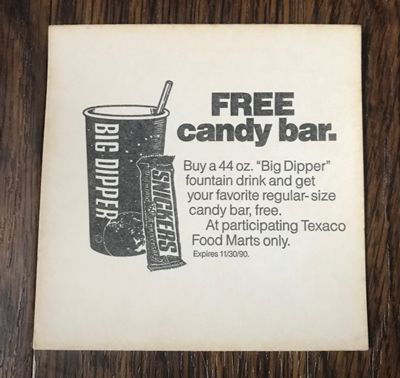 FREE
candy bar.
BIG DIPPER
SNICKERS
Buy a 44 oz. “Big Dipper”
fountain drink and get
your favorite regular-size
candy bar, free.
At participating Texaco
Food Marts only.
Expires 11/30/90.